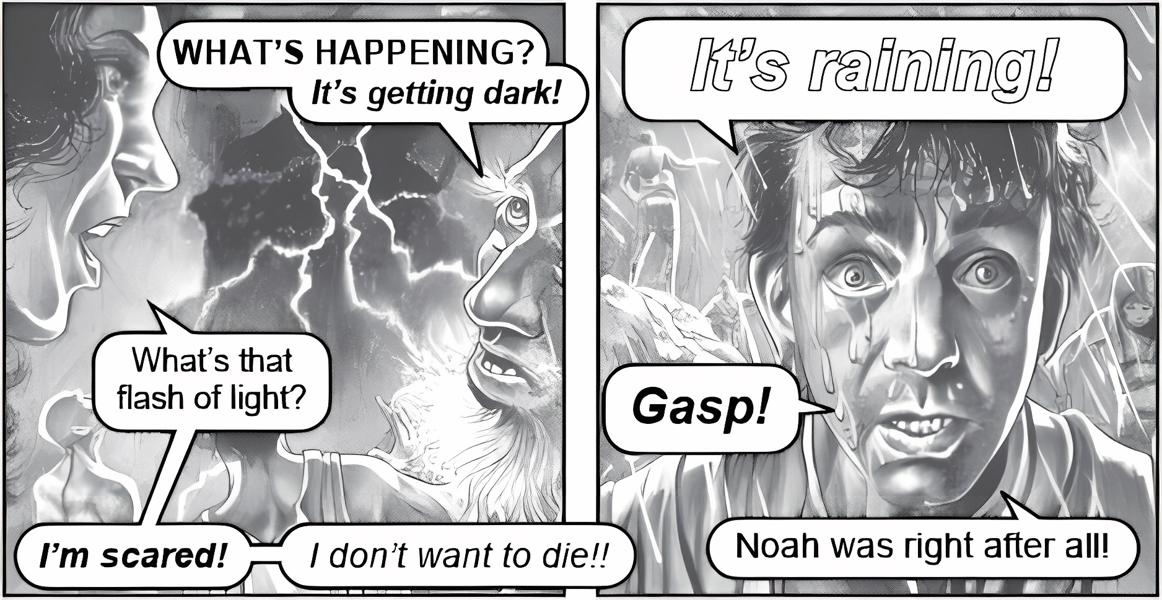 WHAT'S HAPPENING?
It's getting dark!
What's that
flash of light?
I'm scared!
I don't want to die!!
It's raining!
Gasp!
Noah was right after all!